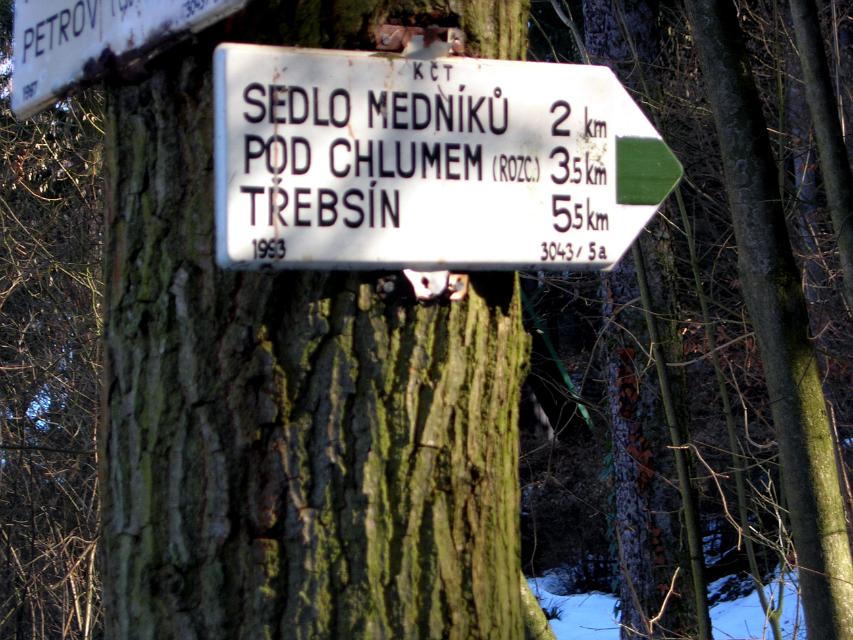 PETROV
1987
KČT
SEDLO MEDNÍKŮ 2 km
POD CHLUMEM (ROZC.) 3.5 km
TŘEBSÍN 5.5 km
1993 3043/5a